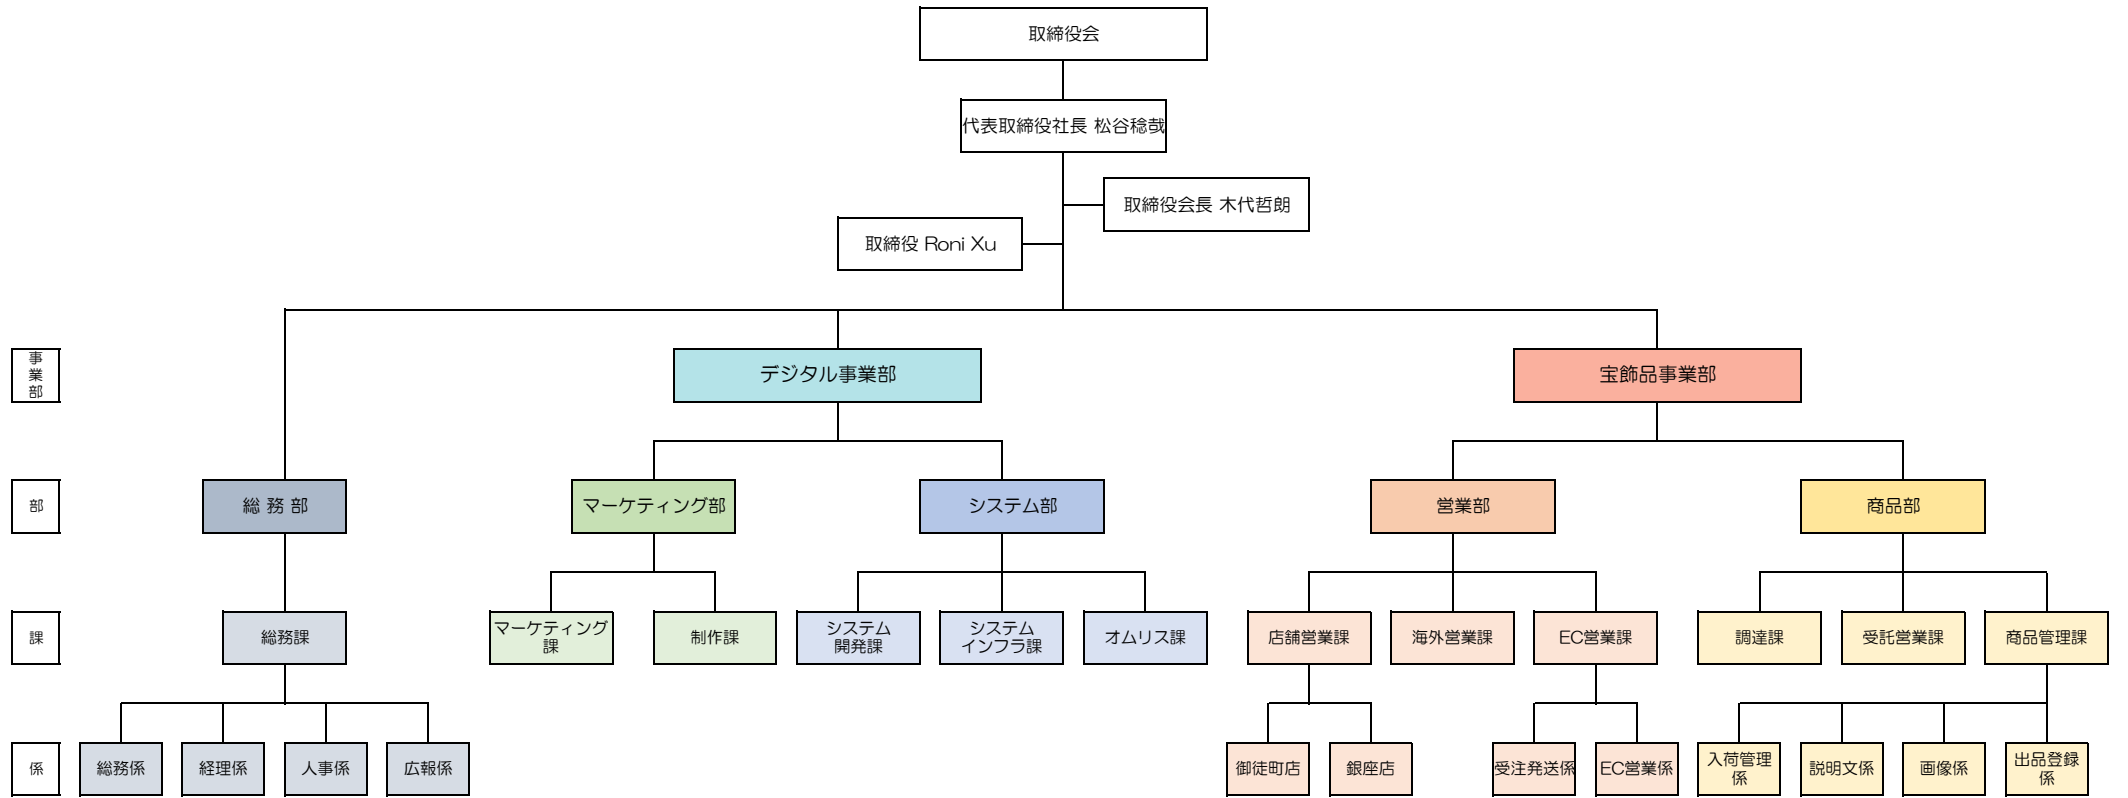 取締役会
代表取締役社長 松谷稔哉
取締役会長 木代哲朗
取締役 Roni Xu
事
業
部
デジタル事業部
宝飾品事業部
部
総 務 部
マーケティング部
システム部
営業部
商品部
課
総務課
マーケティング
課
制作課
システム
開発課
システム
インフラ課
オムリス課
店舗営業課
海外営業課
EC営業課
調達課
受託営業課
商品管理課
係
総務係
経理係
人事係
広報係
御徒町店
銀座店
受注発送係
EC営業係
入荷管理
係
説明文係
画像係
出品登録
係